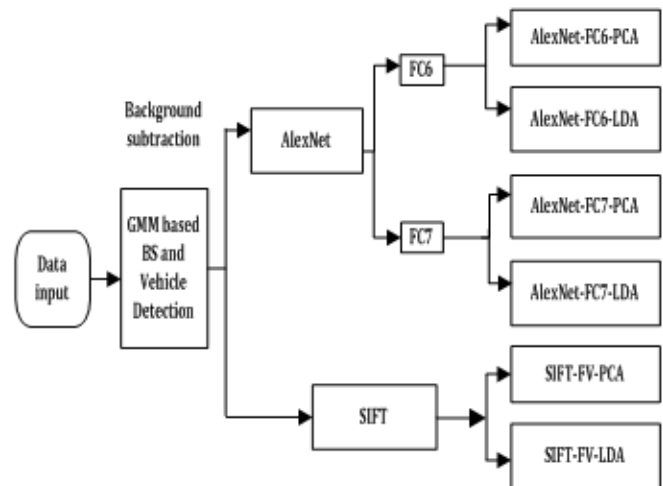 Data
input
GMM based
BS and
Vehicle
Detection
Background
subtraction
AlexNet
FC6
FC7
AlexNet-FC6-PCA
AlexNet-FC6-LDA
AlexNet-FC7-PCA
AlexNet-FC7-LDA
SIFT
SIFT-FV-PCA
SIFT-FV-LDA